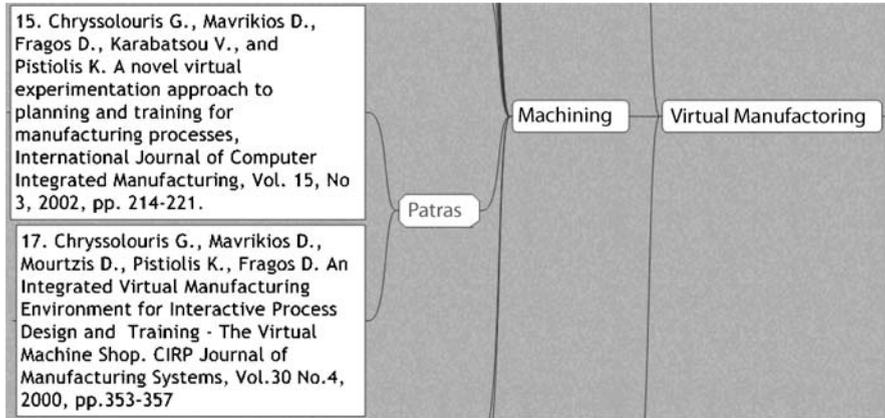 15. Chryssolouris G., Mavrikios D.,
Fragos D., Karabatsou V., and
Pistiolis K. A novel virtual
experimentation approach to
planning and training for
manufacturing processes,
International Journal of Computer
Integrated Manufacturing, Vol. 15, No
3, 2002, pp. 214-221.
17. Chryssolouris G., Mavrikios D.,
Mourtzis D., Pistiolis K., Fragos D. An
Integrated Virtual Manufacturing
Environment for Interactive Process
Design and Training - The Virtual
Machine Shop. CIRP Journal of
Manufacturing Systems, Vol.30 No.4,
2000, pp.353-357
Patras
Machining
Virtual Manufactoring